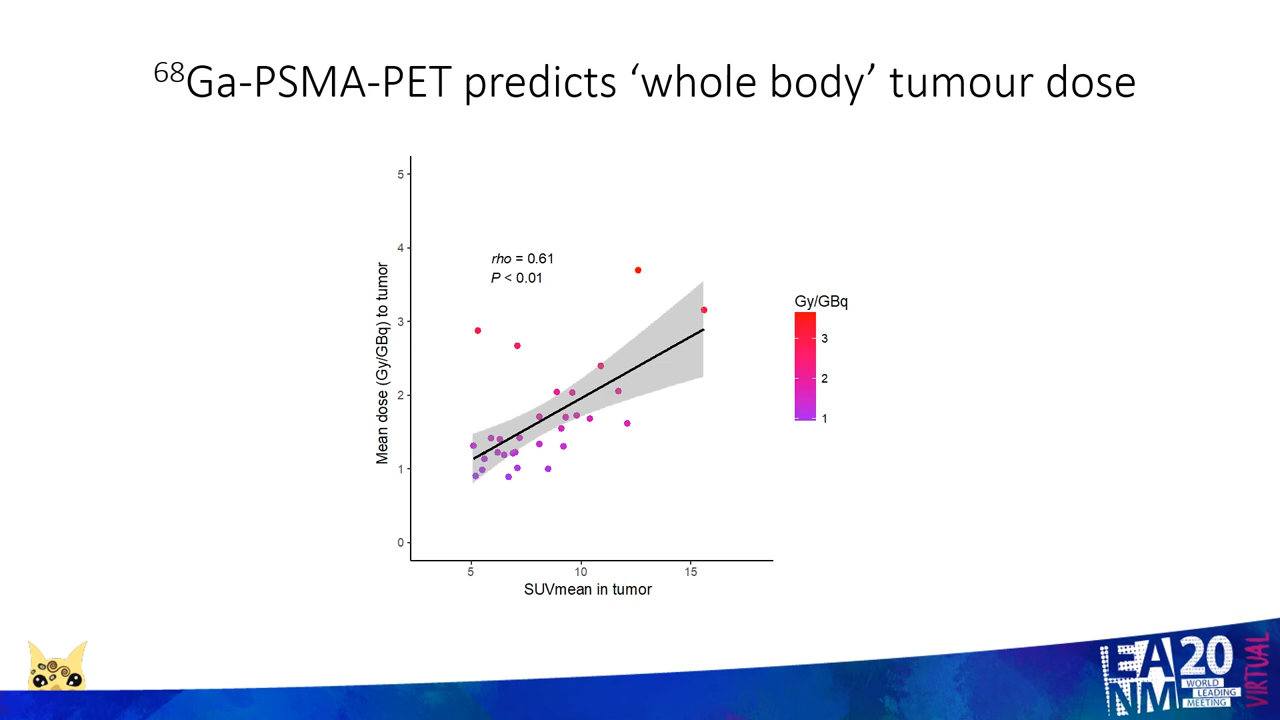 ⁶⁸Ga-PSMA-PET predicts ‘whole body’ tumour dose
5
4
3
2
1
0
Mean dose (Gy/GBq) to tumor
rho = 0.61
P < 0.01
5
10
15
SUVmean in tumor
Gy/GBq
3
2
1
EA
NM
20
WORLD
LEADING
MEETING
VIRTUAL